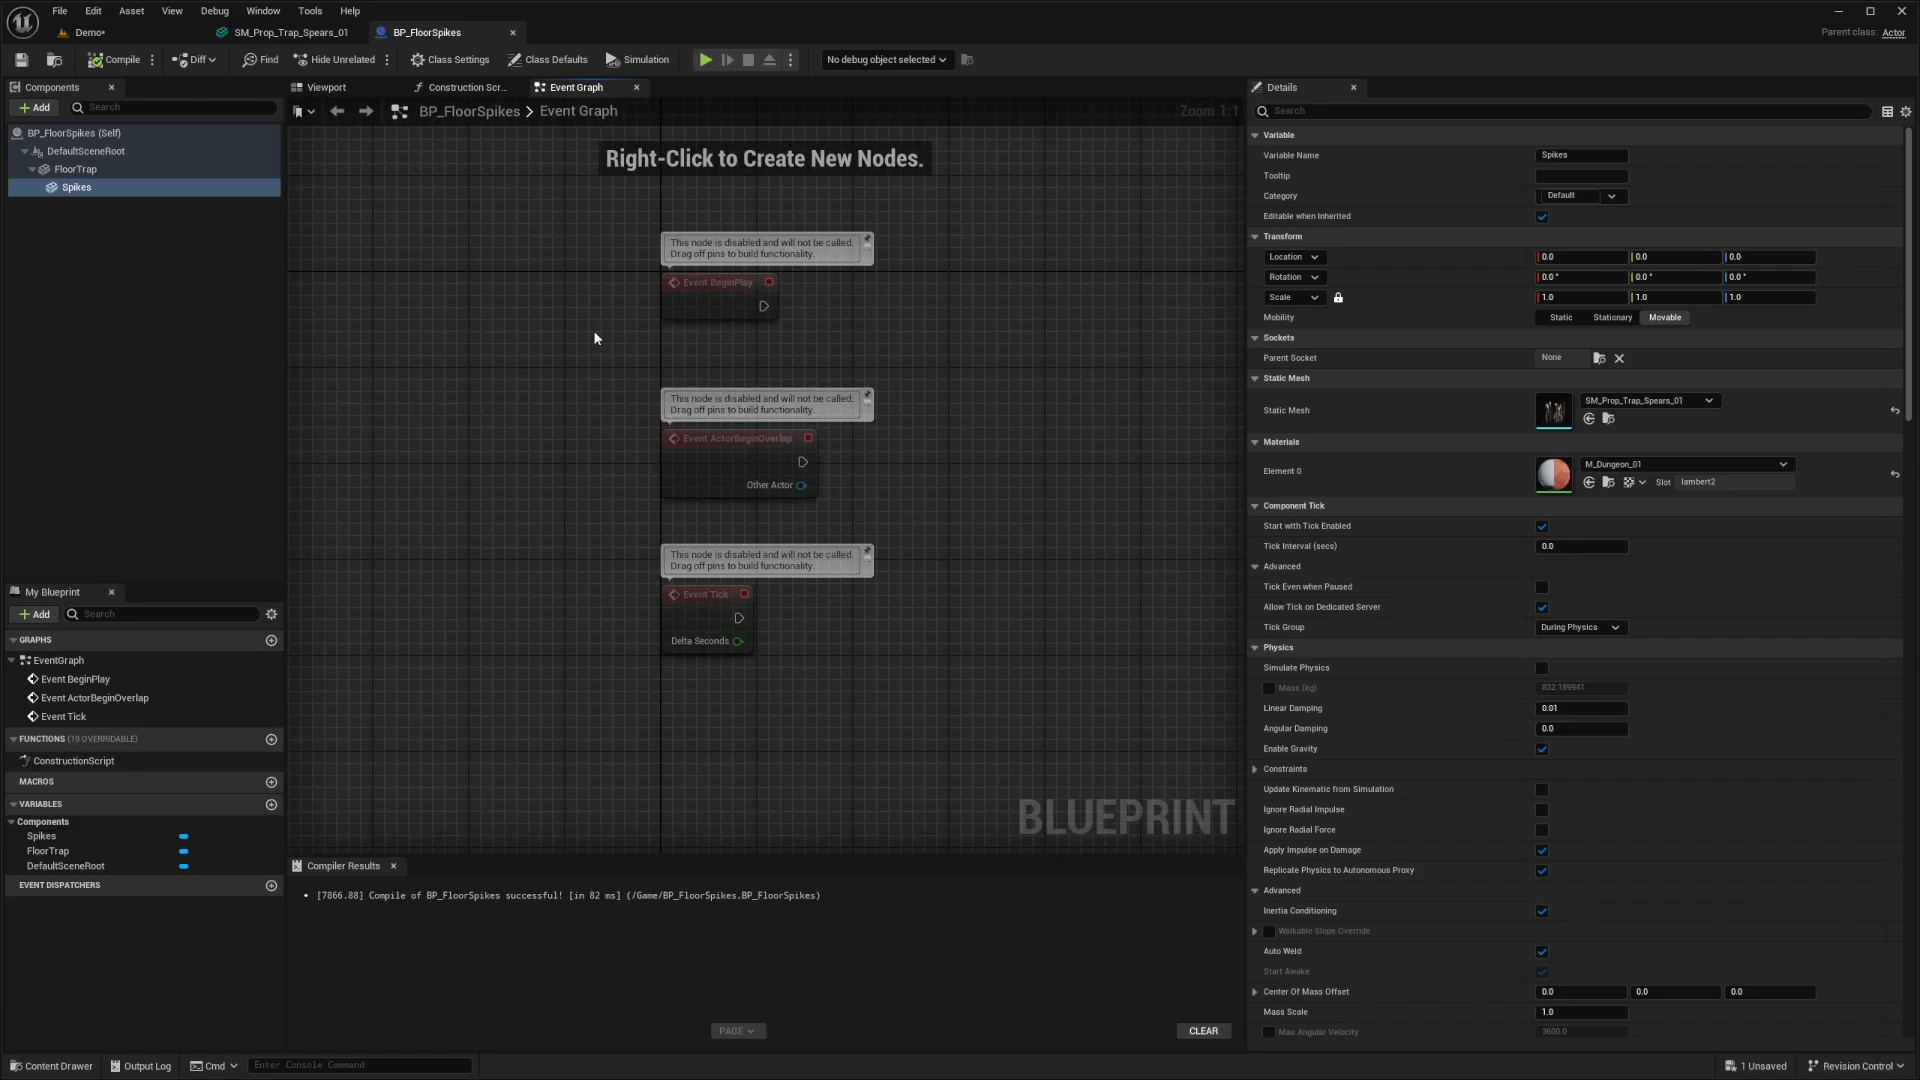 File Edit Asset View Debug Window Tools Help
Demo* SM_Prop_Trap_Spears_01 BP_FloorSpikes
Parent class: Actor
Compile Diff Find Hide Unrelated Class Settings Class Defaults Simulation No debug object selected
Components
Add Search
BP_FloorSpikes (Self)
DefaultSceneRoot
FloorTrap
Spikes
My Blueprint
Add Search
GRAPHS
EventGraph
Event BeginPlay
Event ActorBeginOverlap
Event Tick
FUNCTIONS (19 OVERRIDABLE)
ConstructionScript
MACROS
VARIABLES
Components
Spikes
FloorTrap
DefaultSceneRoot
EVENT DISPATCHERS
Viewport Construction Scr... Event Graph
BP_FloorSpikes > Event Graph Zoom 1:1
Right-Click to Create New Nodes.
This node is disabled and will not be called.
Drag off pins to build functionality.
Event BeginPlay
This node is disabled and will not be called.
Drag off pins to build functionality.
Event ActorBeginOverlap
Other Actor
This node is disabled and will not be called.
Drag off pins to build functionality.
Event Tick
Delta Seconds
BLUEPRINT
Compiler Results
• [7866.88] Compile of BP_FloorSpikes successful! [in 82 ms] (/Game/BP_FloorSpikes.BP_FloorSpikes)
PAGE CLEAR
Details
Search
Variable
Variable Name Spikes
Tooltip
Category Default
Editable when Inherited
Transform
Location 0.0 0.0 0.0
Rotation 0.0 ° 0.0 ° 0.0 °
Scale 1.0 1.0 1.0
Mobility Static Stationary Movable
Sockets
Parent Socket None
Static Mesh
Static Mesh SM_Prop_Trap_Spears_01
Materials
Element 0 M_Dungeon_01
Slot lambert2
Component Tick
Start with Tick Enabled
Tick Interval (secs) 0.0
Advanced
Tick Even when Paused
Allow Tick on Dedicated Server
Tick Group During Physics
Physics
Simulate Physics
Mass (kg) 832.189941
Linear Damping 0.01
Angular Damping 0.0
Enable Gravity
Constraints
Update Kinematic from Simulation
Ignore Radial Impulse
Ignore Radial Force
Apply Impulse on Damage
Replicate Physics to Autonomous Proxy
Advanced
Inertia Conditioning
Walkable Slope Override
Auto Weld
Start Awake
Center Of Mass Offset 0.0 0.0 0.0
Mass Scale 1.0
Max Angular Velocity 3600.0
Content Drawer Output Log Cmd Enter Console Command 1 Unsaved Revision Control